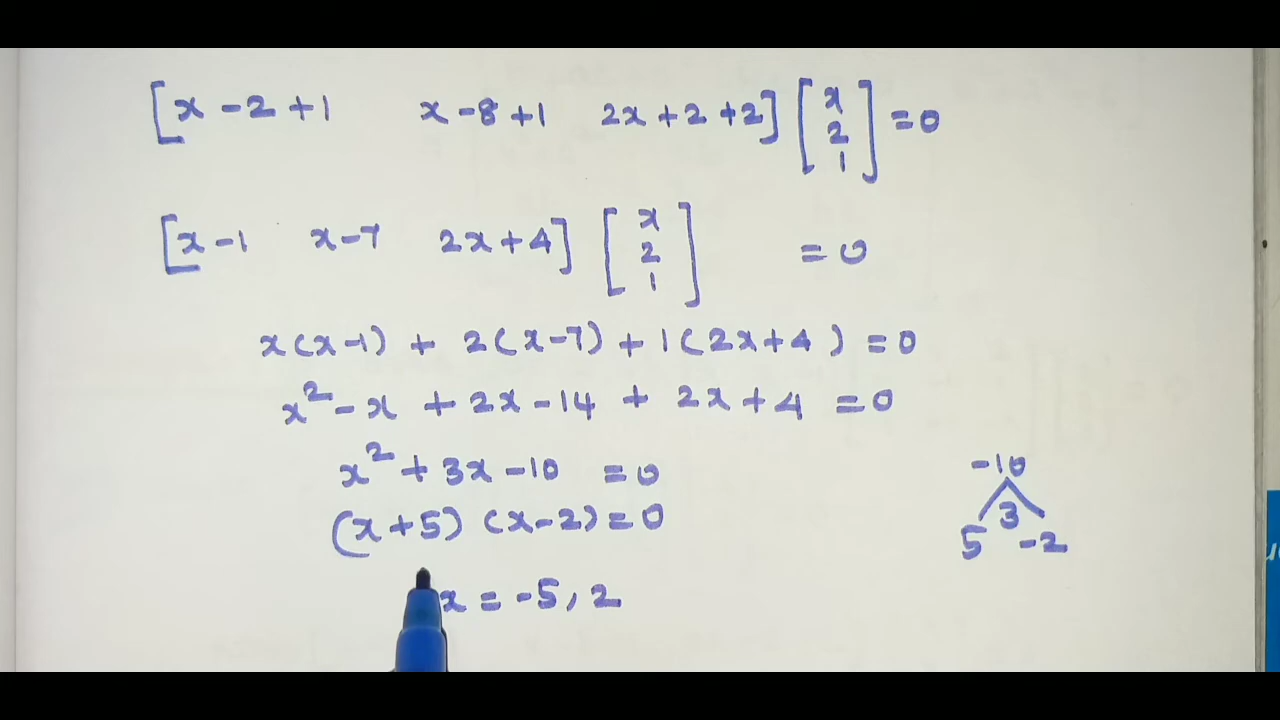 [x - 2 + 1   x - 8 + 1   2x + 2 + 2] [x 2 1] = 0
[x - 1   x - 7   2x + 4] [x 2 1] = 0
x(x - 1) + 2(x - 7) + 1(2x + 4) = 0
x² - x + 2x - 14 + 2x + 4 = 0
x² + 3x - 10 = 0
(x + 5) (x - 2) = 0
x = -5, 2
-10
3
5 -2